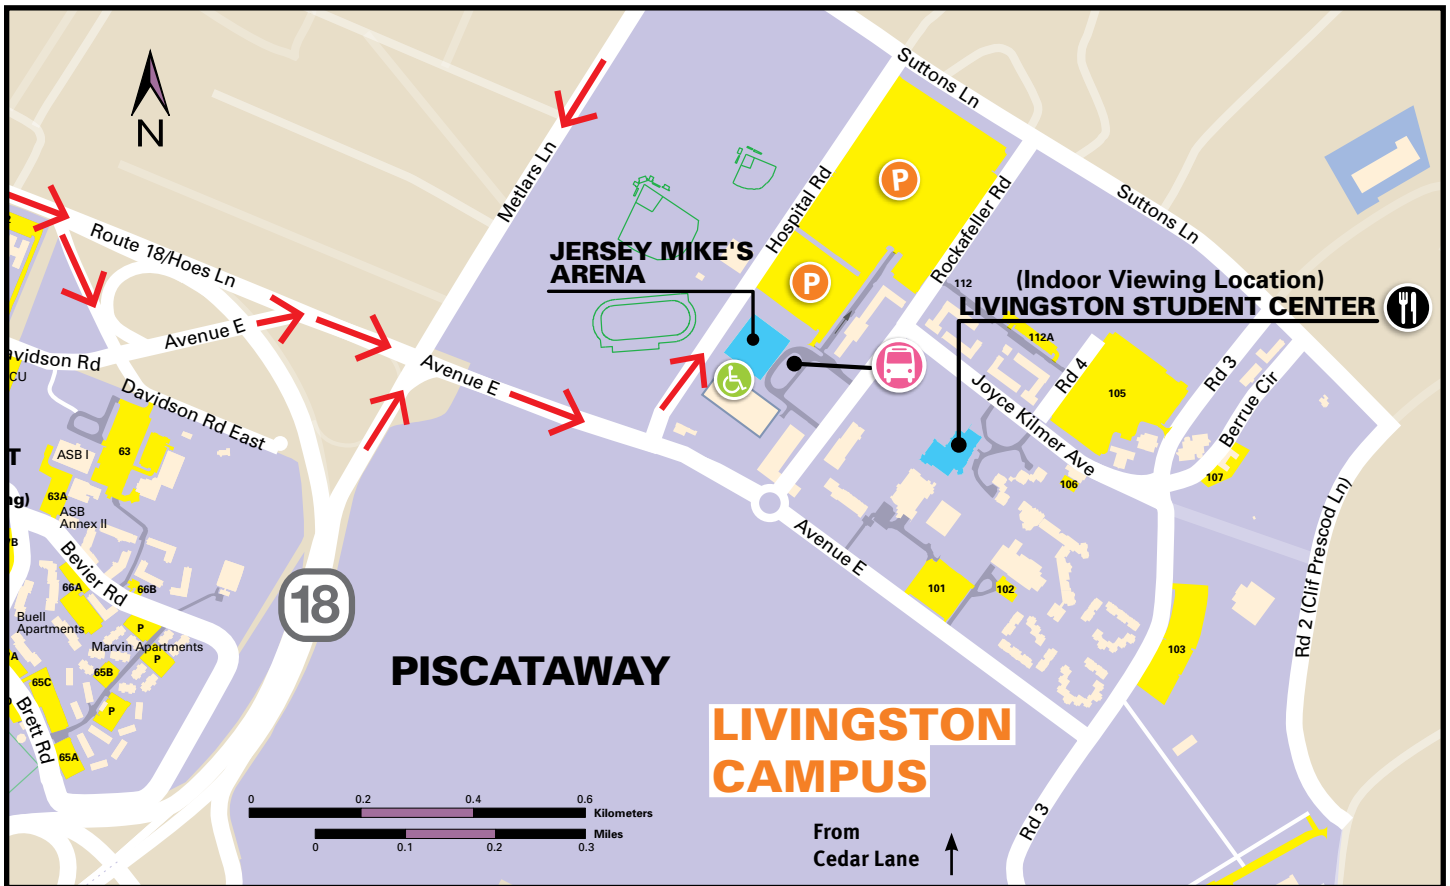 Suttons Ln
N
Metlars Ln
P
Hospital Rd
Rockafeller Rd
Suttons Ln
Route 18/Hoes Ln
JERSEY MIKE'S
ARENA
P
112
(Indoor Viewing Location)
LIVINGSTON STUDENT CENTER
Avenue E
112A
avidson Rd
CU
Avenue E
Rd 4
Rd 3
Davidson Rd East
Joyce Kilmer Ave
105
Berrue Cir
T
ASB I
63
ng)
63A
ASB
Annex II
106
107
Rd 2 (Clif Prescod Ln)
Avenue E
Bevier Rd
66A
66B
18
101
102
Buell
Apartments
P
Marvin Apartments
P
103
65C
65B
PISCATAWAY
P
Brett Rd
65A
LIVINGSTON
CAMPUS
0 0.2 0.4 0.6
Kilometers
Miles
0 0.1 0.2 0.3
From
Cedar Lane
Rd 3